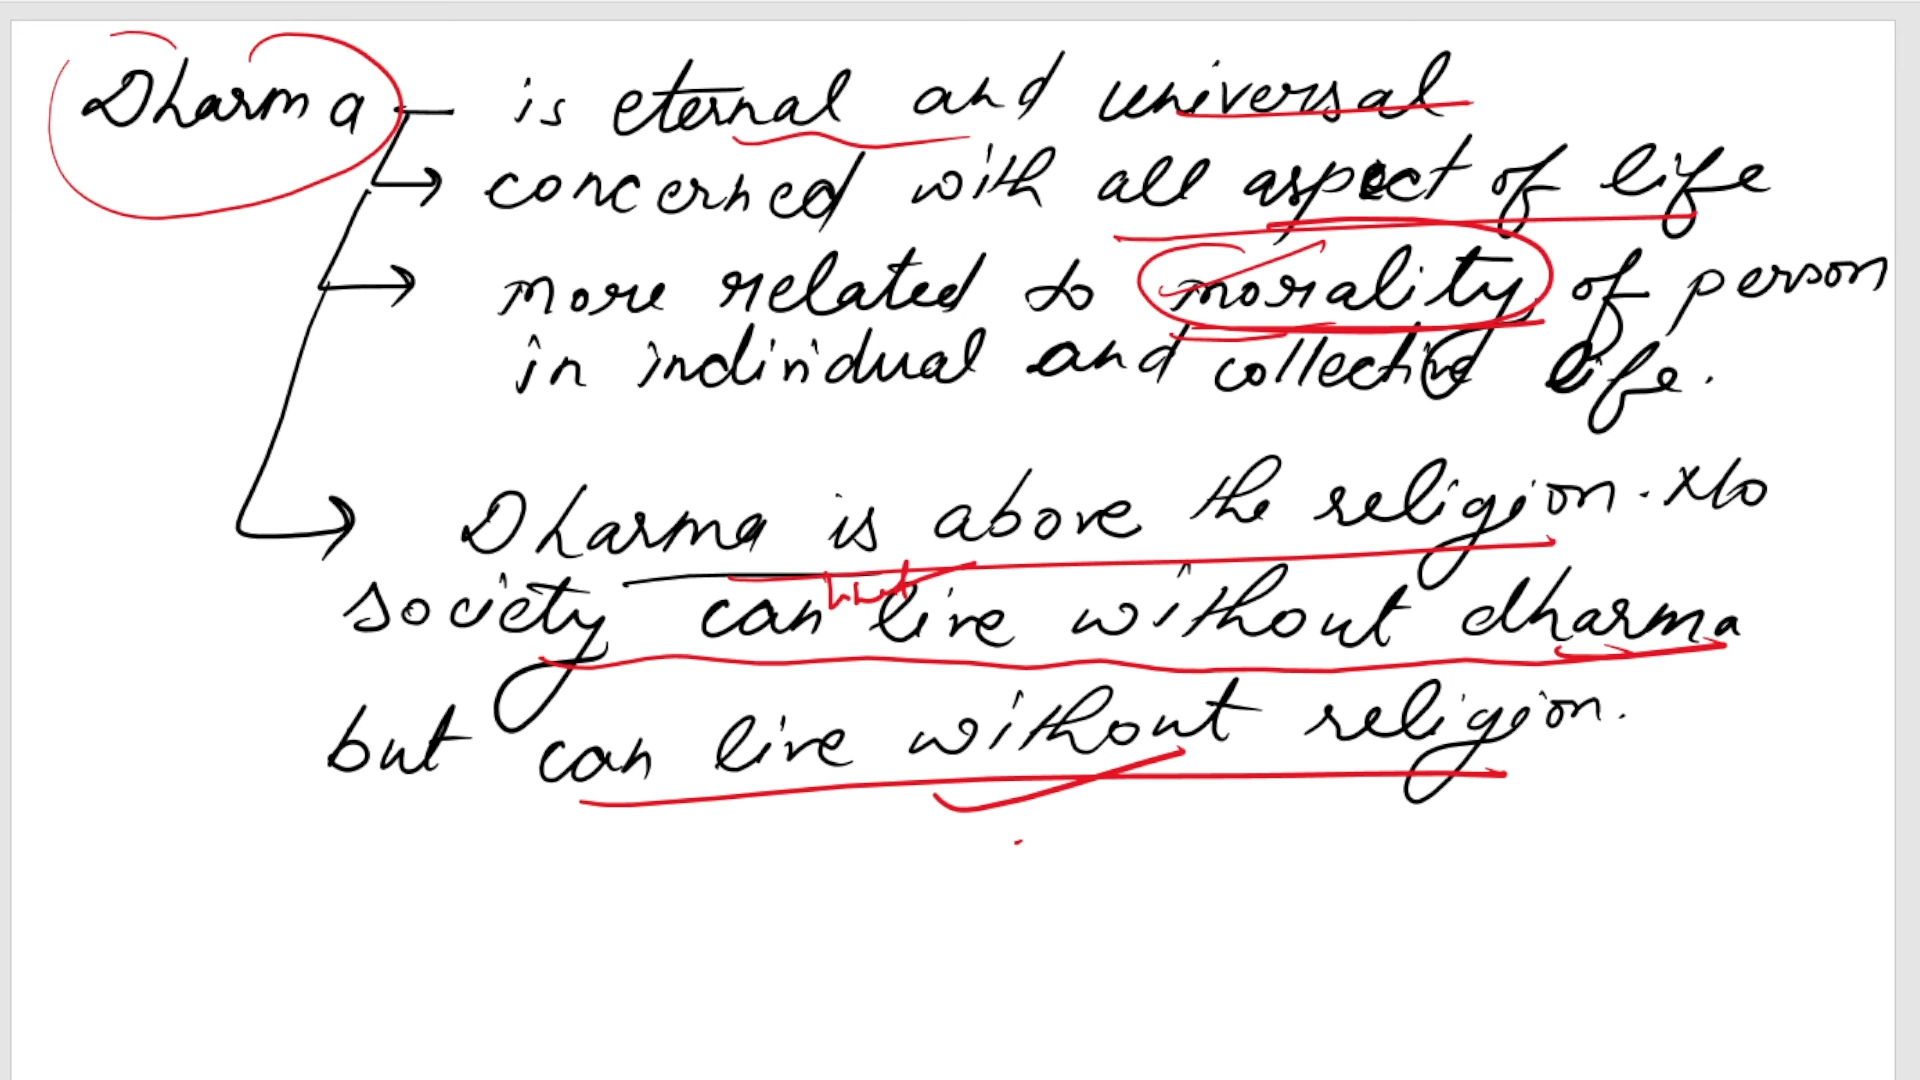 Dharma - is eternal and universal
→ concerned with all aspect of life
→ more related to morality of person
in individual and collective life.
→ Dharma is above the religion. No
society can live without dharma
but can live without religion.